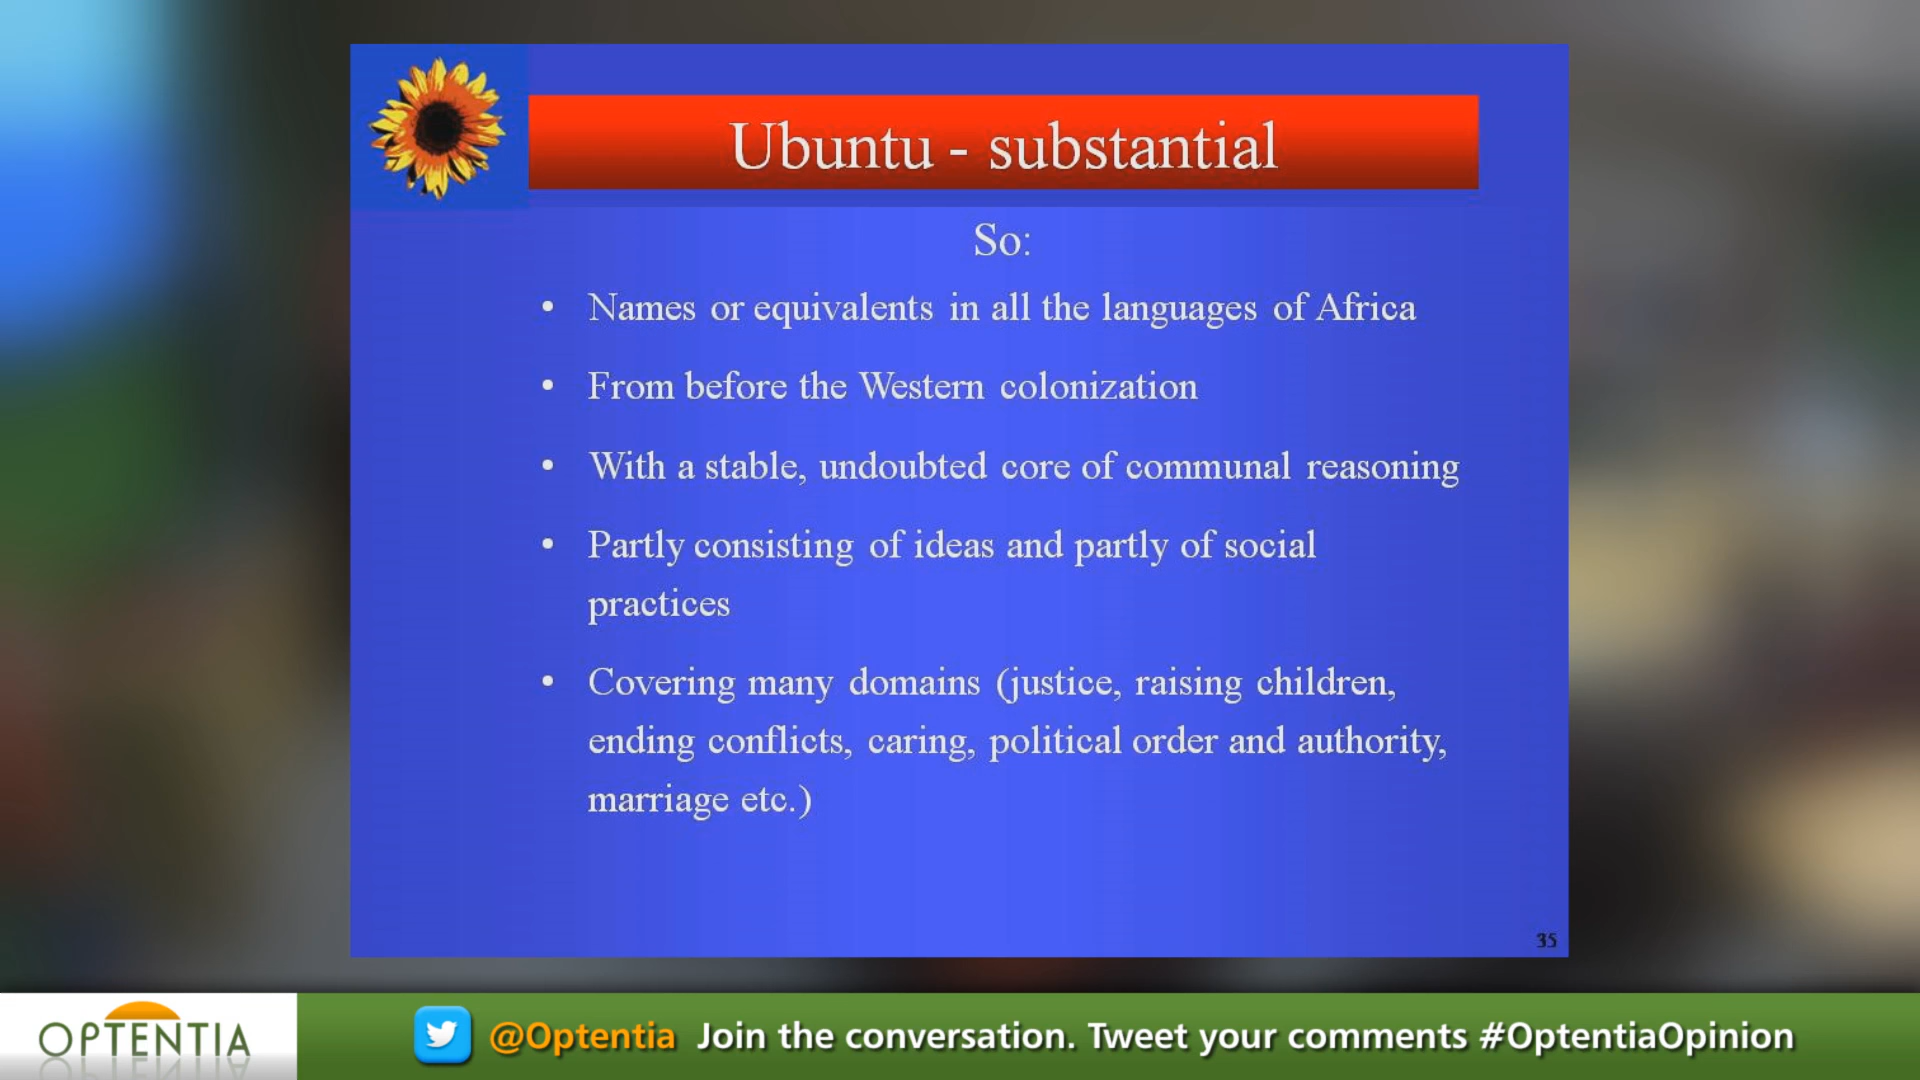 Ubuntu - substantial
So:
• Names or equivalents in all the languages of Africa
• From before the Western colonization
• With a stable, undoubted core of communal reasoning
• Partly consisting of ideas and partly of social
practices
• Covering many domains (justice, raising children,
ending conflicts, caring, political order and authority,
marriage etc.)
35
OPTENTIA
@Optentia Join the conversation. Tweet your comments #OptentiaOpinion